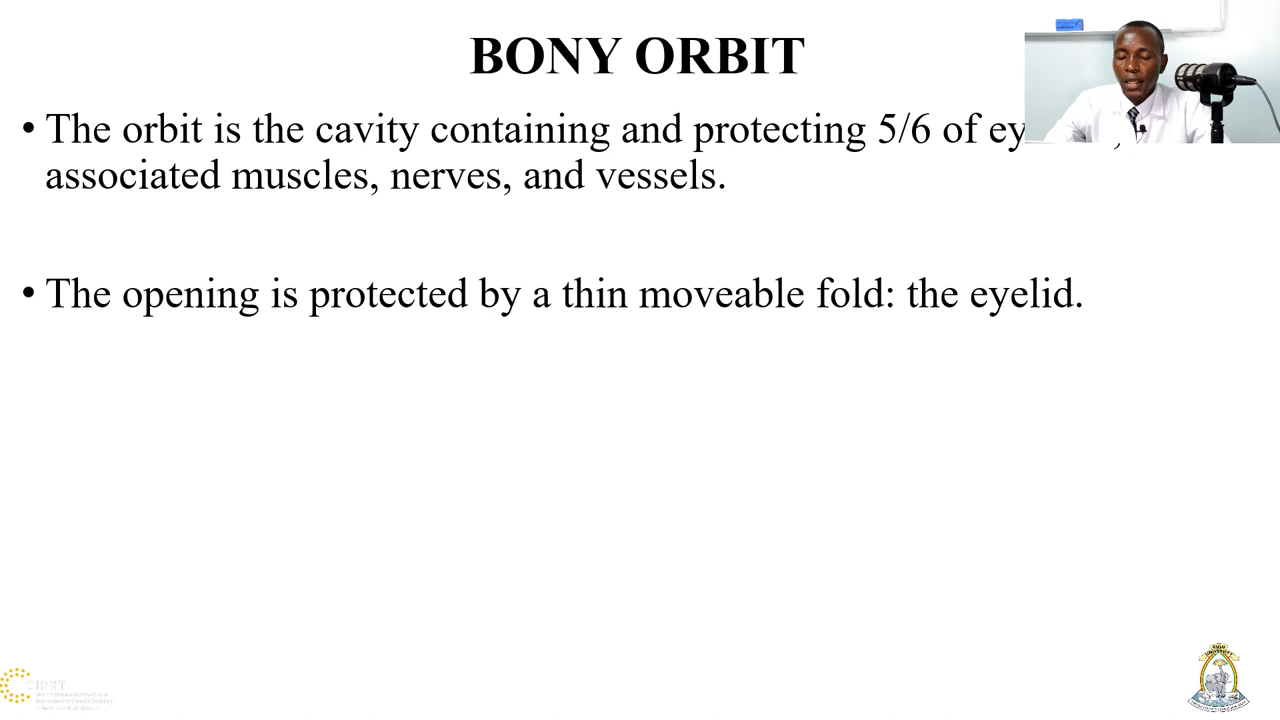 BONY ORBIT
• The orbit is the cavity containing and protecting 5/6 of
associated muscles, nerves, and vessels.
• The opening is protected by a thin moveable fold: the eyelid.